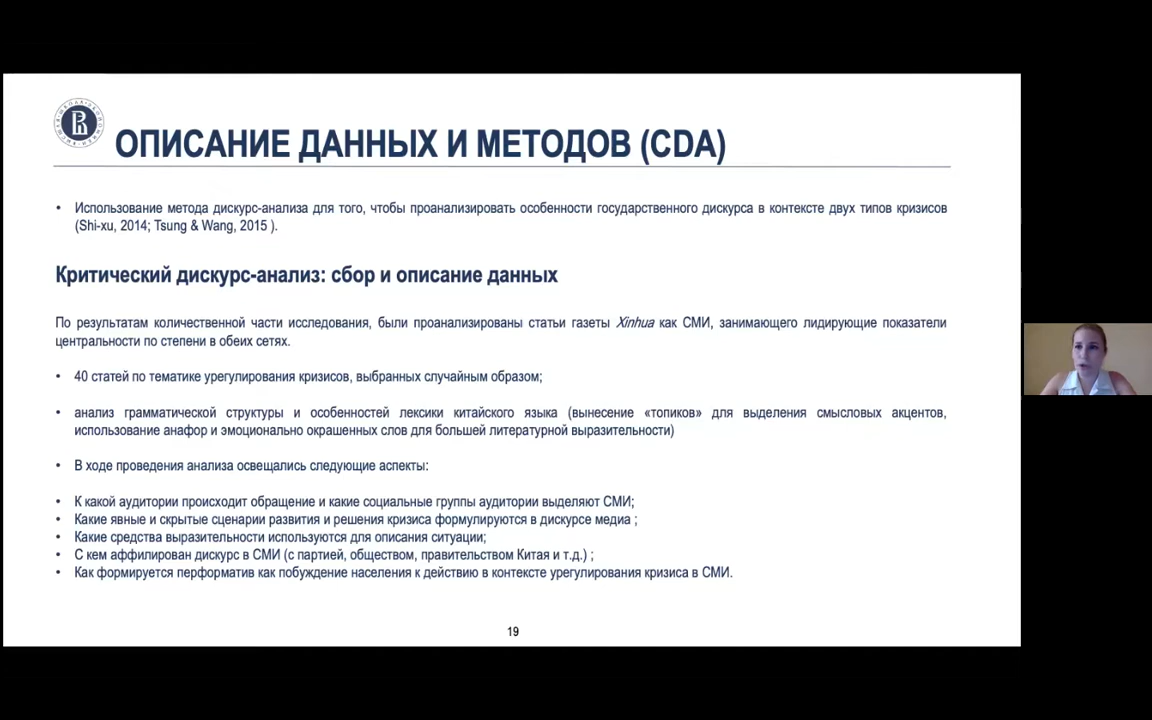 ОПИСАНИЕ ДАННЫХ И МЕТОДОВ (CDA)
• Использование метода дискурс-анализа для того, чтобы проанализировать особенности государственного дискурса в контексте двух типов кризисов
(Shi-xu, 2014; Tsung & Wang, 2015 ).
Критический дискурс-анализ: сбор и описание данных
По результатам количественной части исследования, были проанализированы статьи газеты Xinhua как СМИ, занимающего лидирующие показатели
центральности по степени в обеих сетях.
• 40 статей по тематике урегулирования кризисов, выбранных случайным образом;
• анализ грамматической структуры и особенностей лексики китайского языка (вынесение «топиков» для выделения смысловых акцентов,
использование анафор и эмоционально окрашенных слов для большей литературной выразительности)
• В ходе проведения анализа освещались следующие аспекты:
• К какой аудитории происходит обращение и какие социальные группы аудитории выделяют СМИ;
• Какие явные и скрытые сценарии развития и решения кризиса формулируются в дискурсе медиа ;
• Какие средства выразительности используются для описания ситуации;
• С кем аффилирован дискурс в СМИ (с партией, обществом, правительством Китая и т.д.) ;
• Как формируется перформатив как побуждение населения к действию в контексте урегулирования кризиса в СМИ.
19